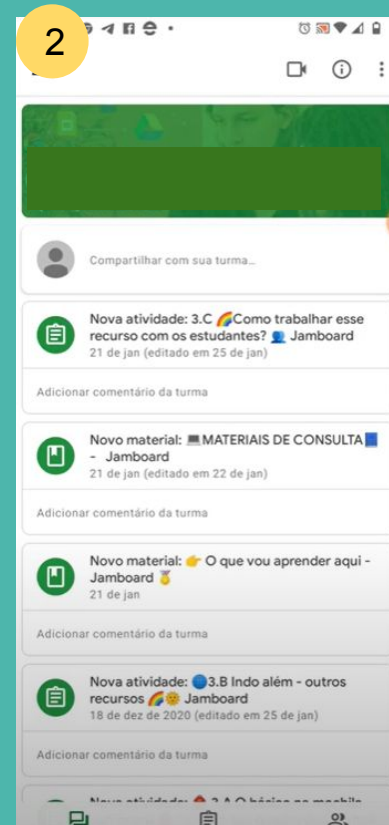 2
Compartilhar com sua turma...
Nova atividade: 3.C 🌈Como trabalhar esse
recurso com os estudantes? 👥 Jamboard
21 de jan (editado em 25 de jan)
Adicionar comentário da turma
Novo material: 💻MATERIAIS DE CONSULTA📘
- Jamboard
21 de jan (editado em 22 de jan)
Adicionar comentário da turma
Novo material: 👉 O que vou aprender aqui -
Jamboard 🏅
21 de jan
Adicionar comentário da turma
Nova atividade: 🔵3.B Indo além - outros
recursos 🌈🌞 Jamboard
18 de dez de 2020 (editado em 25 de jan)
Adicionar comentário da turma